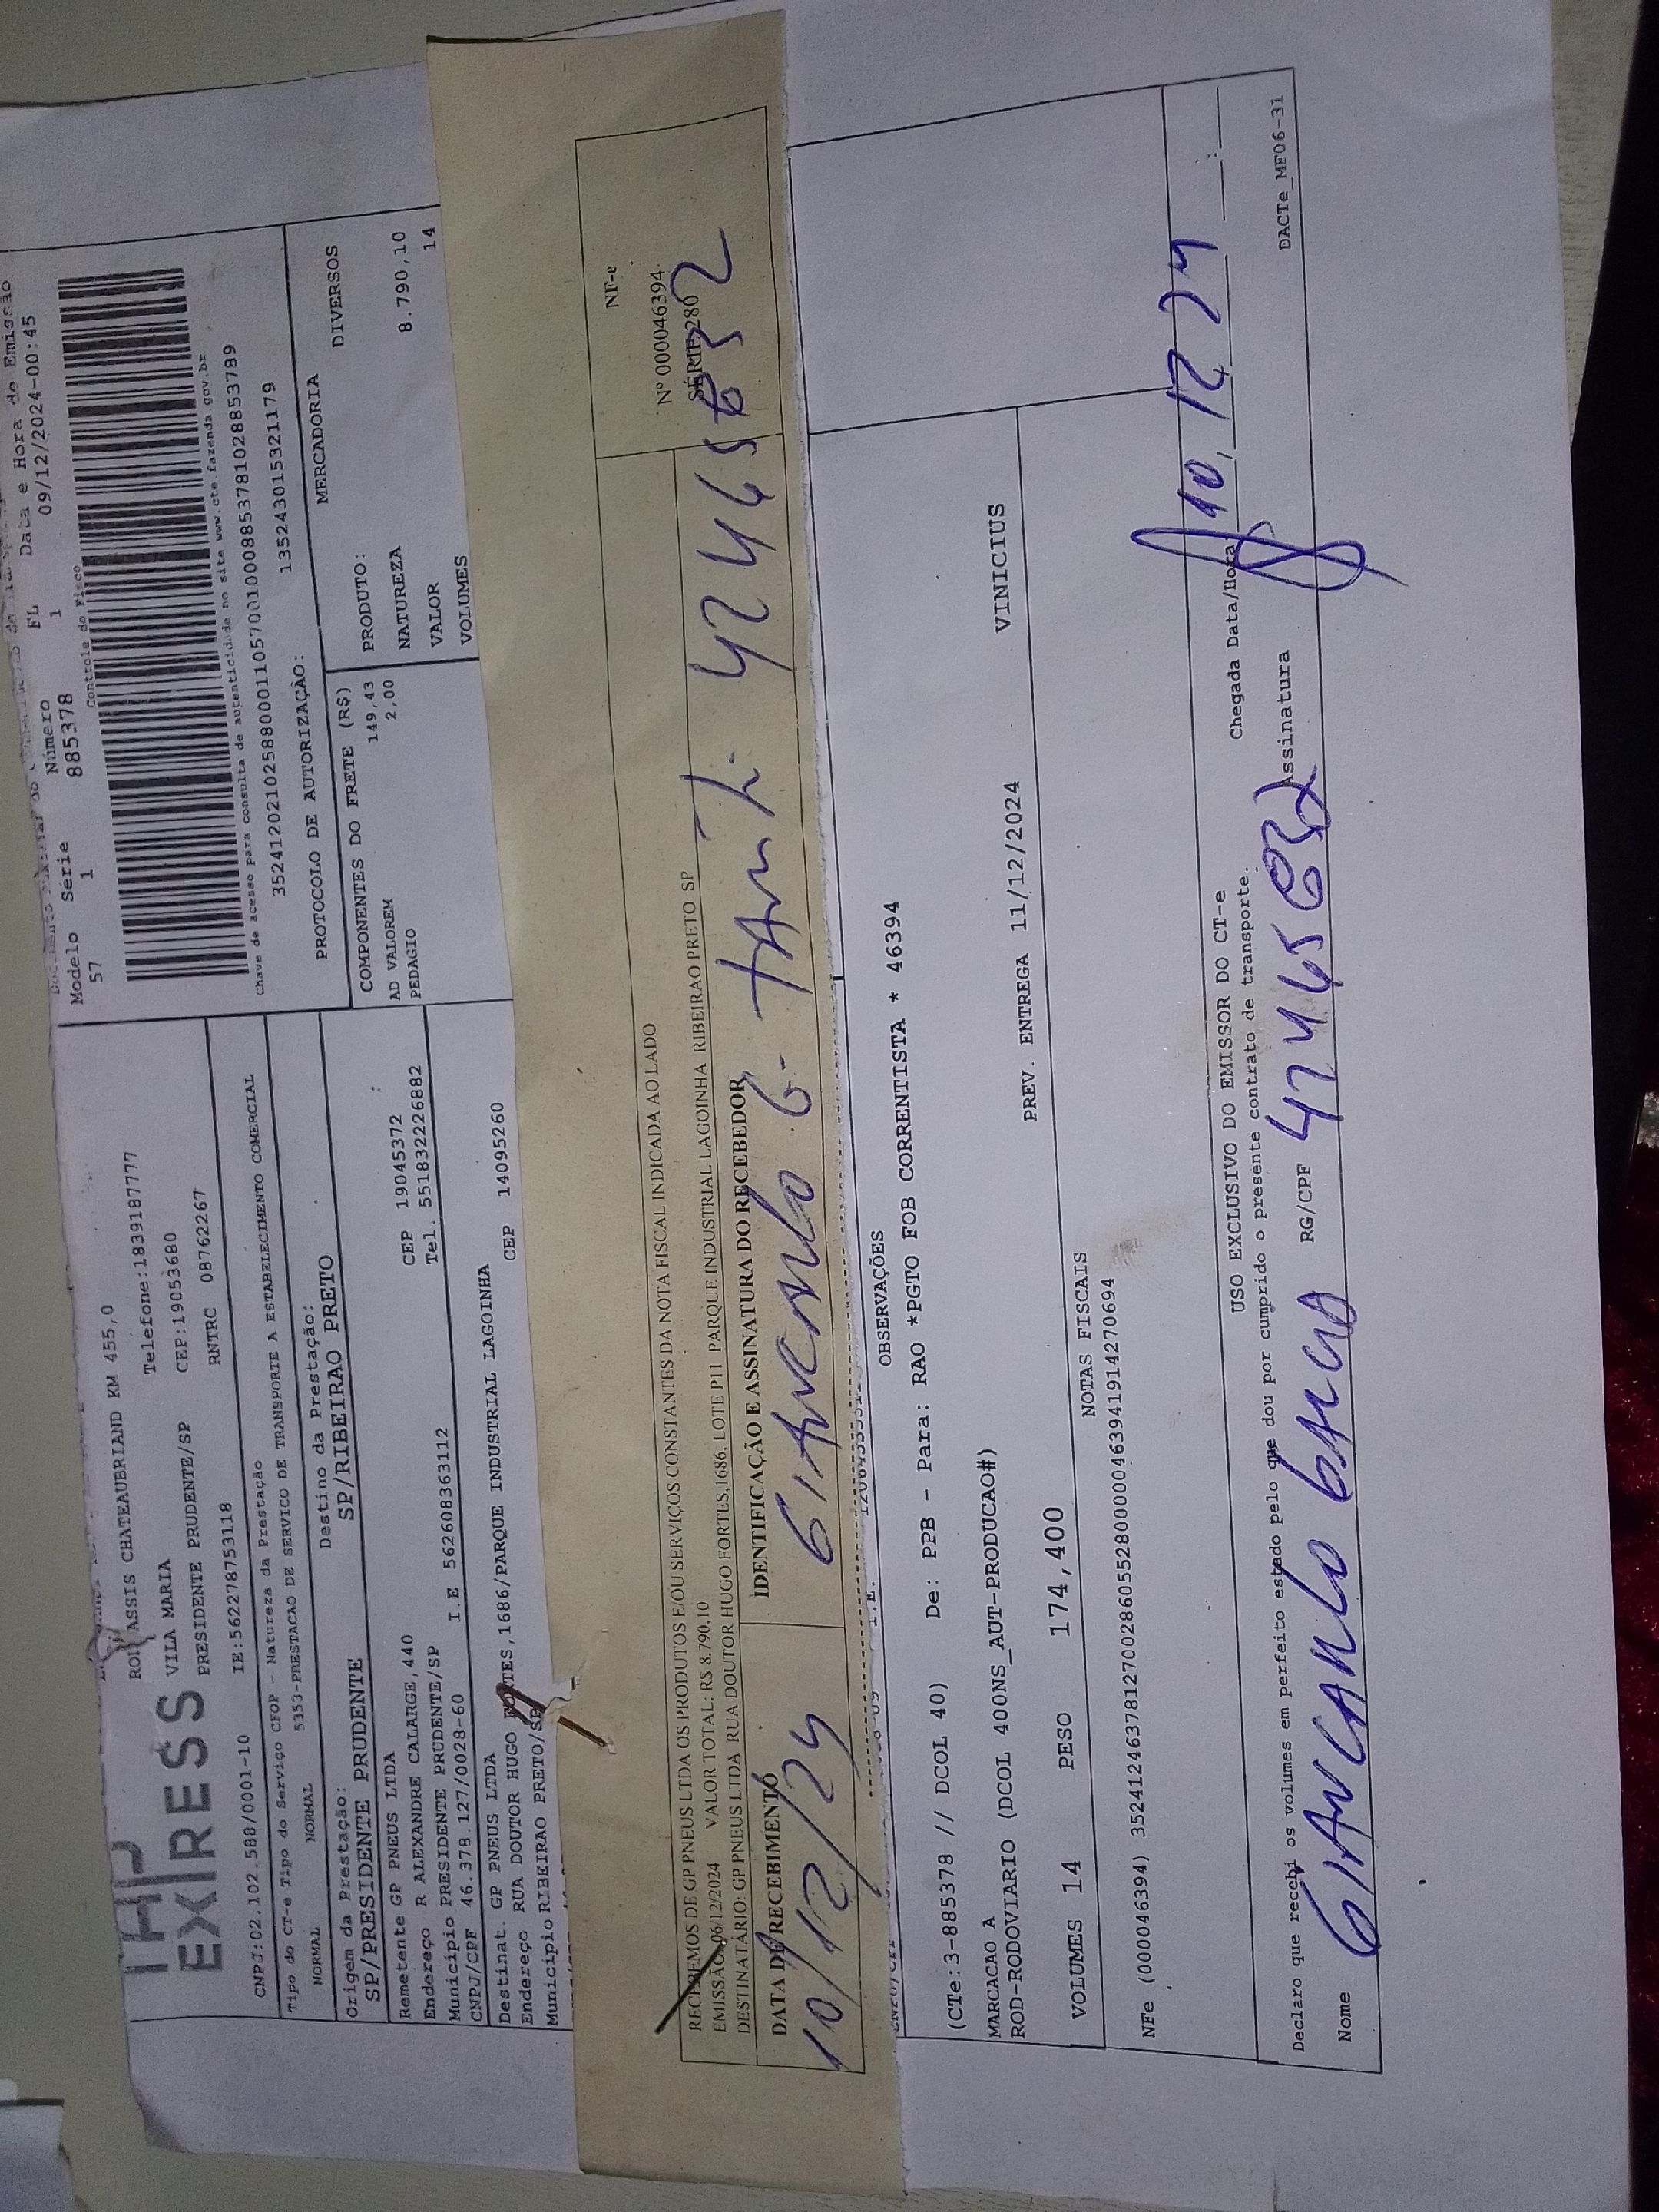 Modelo Série Número FL Data e Hora de Emissão
57 1 885378 1 09/12/2024-00:45
Controle do Fisco
EXPRESS
ASSIS CHATEAUBRIAND KM 455,0
Telefone:1839187777
VILA MARIA
CEP:19053680
PRESIDENTE PRUDENTE/SP
RNTRC 08762267
IE:562278753118
CNPJ:02.102.588/0001-10
Chave de acesso para consulta de autenticidade no site www.cte.fazenda.gov.br
35241202102588000110570010008853781028853789
PROTOCOLO DE AUTORIZAÇÃO: 135243015321179
Tipo do CT-e Tipo do Serviço CFOP - Natureza da Prestação
NORMAL NORMAL 5353-PRESTACAO DE SERVICO DE TRANSPORTE A ESTABELECIMENTO COMERCIAL
Origem da Prestação: Destino da Prestação:
SP/PRESIDENTE PRUDENTE SP/RIBEIRAO PRETO
COMPONENTES DO FRETE (R$)
AD VALOREM 149,43
PEDAGIO 2,00
MERCADORIA
PRODUTO: DIVERSOS
NATUREZA
VALOR 8.790,10
VOLUMES 14
Remetente GP PNEUS LTDA
Endereço R ALEXANDRE CALARGE,440 CEP 19045372
Município PRESIDENTE PRUDENTE/SP Tel. 551832226882
CNPJ/CPF 46.378.127/0028-60 I.E 562608363112
Destinat. GP PNEUS LTDA
Endereço RUA DOUTOR HUGO FORTES,1686/PARQUE INDUSTRIAL LAGOINHA
Município RIBEIRAO PRETO/SP CEP 14095260
RECEBEMOS DE GP PNEUS LTDA OS PRODUTOS E/OU SERVIÇOS CONSTANTES DA NOTA FISCAL INDICADA AO LADO
EMISSÃO: 06/12/2024 VALOR TOTAL: R$ 8.790,10
DESTINATÁRIO: GP PNEUS LTDA RUA DOUTOR HUGO FORTES,1686, LOTE P11 PARQUE INDUSTRIAL LAGOINHA RIBEIRAO PRETO SP
NF-e
Nº 000046394
SÉRIE 280
DATA DE RECEBIMENTO IDENTIFICAÇÃO E ASSINATURA DO RECEBEDOR
10/12/24 GIANCARLO G.
OBSERVAÇÕES
(CTe:3-885378 // DCOL 40) De: PPB - Para: RAO *PGTO FOB CORRENTISTA * 46394
MARCACAO A
ROD-RODOVIARIO (DCOL 400NS_AUT-PRODUCAO#) VINICIUS
VOLUMES 14 PESO 174,400 PREV. ENTREGA 11/12/2024
NOTAS FISCAIS
NFe (000046394) 35241246378127002860552800000463941914270694
USO EXCLUSIVO DO EMISSOR DO CT-e
Declaro que recebi os volumes em perfeito estado pelo que dou por cumprido o presente contrato de transporte.
Chegada Data/Hora 10, 12 24
Nome GIANCARLO RG/CPF Assinatura
DACTe_MF06-31